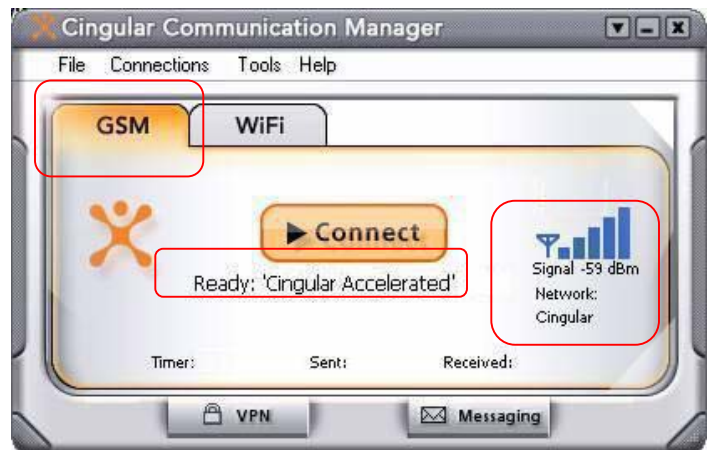 Cingular Communication Manager
File Connections Tools Help
GSM WiFi
Connect
Ready: 'Cingular Accelerated'
Signal -59 dBm
Network:
Cingular
Timer: Sent: Received:
VPN Messaging